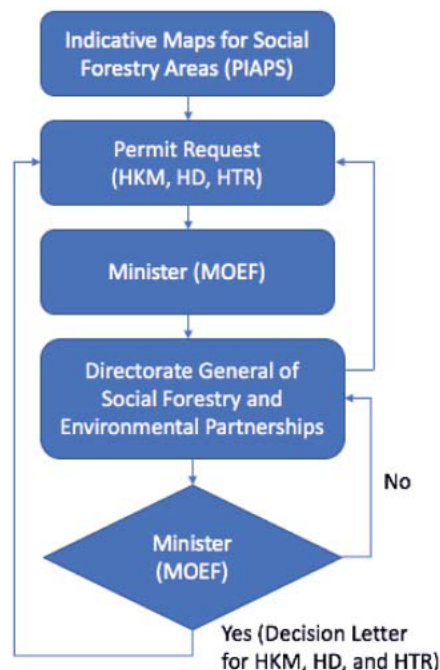 Indicative Maps for Social
Forestry Areas (PIAPS)
Permit Request
(HKM, HD, HTR)
Minister (MOEF)
Directorate General of
Social Forestry and
Environmental Partnerships
No
Minister
(MOEF)
Yes (Decision Letter
for HKM, HD, and HTR)